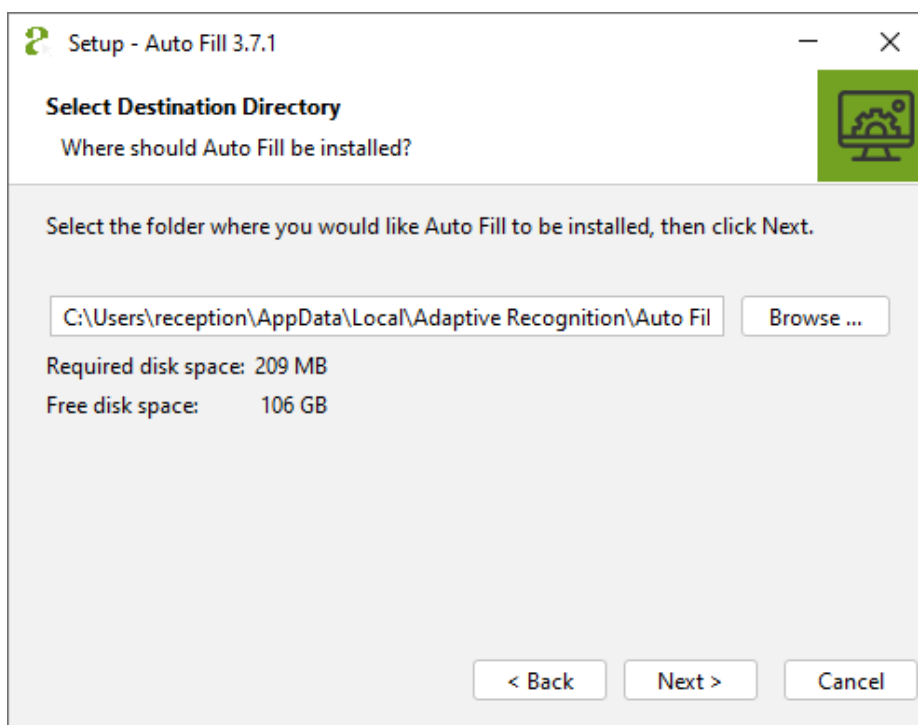 Setup - Auto Fill 3.7.1
Select Destination Directory
Where should Auto Fill be installed?
Select the folder where you would like Auto Fill to be installed, then click Next.
C:\Users\reception\AppData\Local\Adaptive Recognition\Auto Fil
Browse ...
Required disk space: 209 MB
Free disk space: 106 GB
< Back
Next >
Cancel